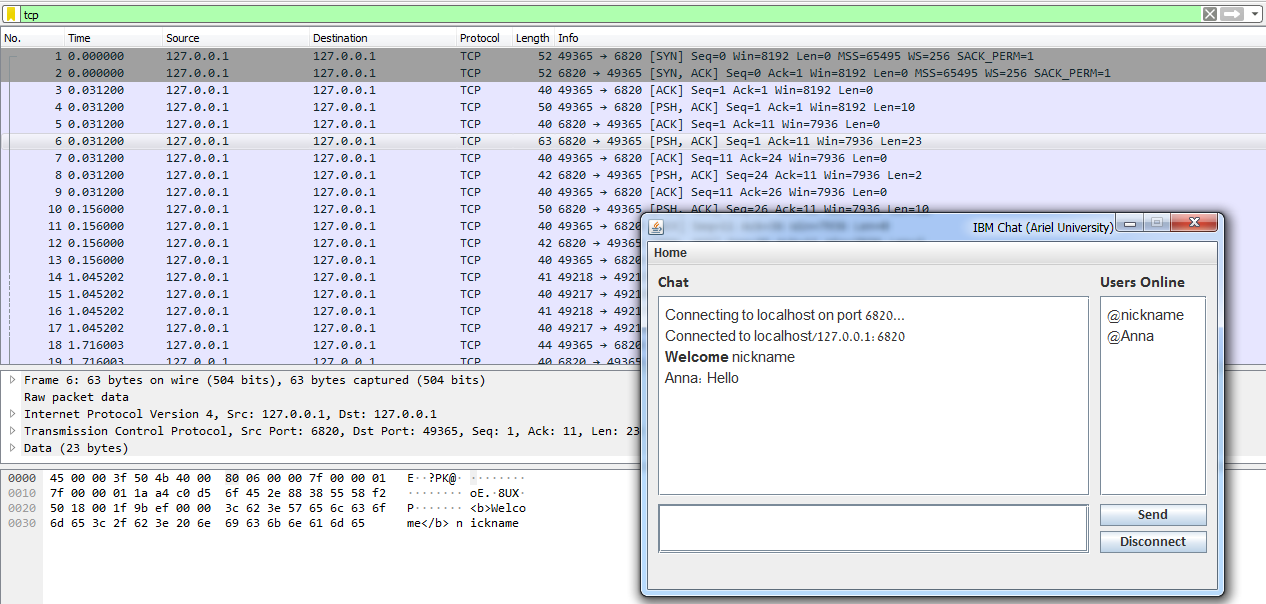 tcp
No. Time Source Destination Protocol Length Info
1 0.000000 127.0.0.1 127.0.0.1 TCP 52 49365 → 6820 [SYN] Seq=0 Win=8192 Len=0 MSS=65495 WS=256 SACK_PERM=1
2 0.000000 127.0.0.1 127.0.0.1 TCP 52 6820 → 49365 [SYN, ACK] Seq=0 Ack=1 Win=8192 Len=0 MSS=65495 WS=256 SACK_PERM=1
3 0.031200 127.0.0.1 127.0.0.1 TCP 40 49365 → 6820 [ACK] Seq=1 Ack=1 Win=8192 Len=0
4 0.031200 127.0.0.1 127.0.0.1 TCP 50 49365 → 6820 [PSH, ACK] Seq=1 Ack=1 Win=8192 Len=10
5 0.031200 127.0.0.1 127.0.0.1 TCP 40 6820 → 49365 [ACK] Seq=1 Ack=11 Win=7936 Len=0
6 0.031200 127.0.0.1 127.0.0.1 TCP 63 6820 → 49365 [PSH, ACK] Seq=1 Ack=11 Win=7936 Len=23
7 0.031200 127.0.0.1 127.0.0.1 TCP 40 49365 → 6820 [ACK] Seq=11 Ack=24 Win=7936 Len=0
8 0.031200 127.0.0.1 127.0.0.1 TCP 42 6820 → 49365 [PSH, ACK] Seq=24 Ack=11 Win=7936 Len=2
9 0.031200 127.0.0.1 127.0.0.1 TCP 40 49365 → 6820 [ACK] Seq=11 Ack=26 Win=7936 Len=0
10 0.156000 127.0.0.1 127.0.0.1 TCP 50 6820 → 49365 [PSH, ACK] Seq=26 Ack=11 Win=7936 Len=10
11 0.156000 127.0.0.1 127.0.0.1 TCP 40 49365 → 6820
12 0.156000 127.0.0.1 127.0.0.1 TCP 42 6820 → 49365
13 0.156000 127.0.0.1 127.0.0.1 TCP 40 49365 → 6820
14 1.045202 127.0.0.1 127.0.0.1 TCP 41 49218 → 4921
15 1.045202 127.0.0.1 127.0.0.1 TCP 40 49217 → 4921
16 1.045202 127.0.0.1 127.0.0.1 TCP 41 49218 → 4921
17 1.045202 127.0.0.1 127.0.0.1 TCP 40 49217 → 4921
18 1.716003 127.0.0.1 127.0.0.1 TCP 44 49365 → 6820
19 1.716003 127.0.0.1 127.0.0.1 TCP 40 6820 → 49365
Frame 6: 63 bytes on wire (504 bits), 63 bytes captured (504 bits)
Raw packet data
Internet Protocol Version 4, Src: 127.0.0.1, Dst: 127.0.0.1
Transmission Control Protocol, Src Port: 6820, Dst Port: 49365, Seq: 1, Ack: 11, Len: 23
Data (23 bytes)
0000 45 00 00 3f 50 4b 40 00 80 06 00 00 7f 00 00 01 E··?PK@· ········
0010 7f 00 00 01 1a a4 c0 d5 6f 45 2e 88 38 55 58 f2 ········ oE.·8UX·
0020 50 18 00 1f 9b ef 00 00 3c 62 3e 57 65 6c 63 6f P······· <b>Welco
0030 6d 65 3c 2f 62 3e 20 6e 69 63 6b 6e 61 6d 65 me</b> n ickname
IBM Chat (Ariel University)
Home
Chat
Connecting to localhost on port 6820...
Connected to localhost/127.0.0.1:6820
Welcome nickname
Anna: Hello
Users Online
@nickname
@Anna
Send
Disconnect